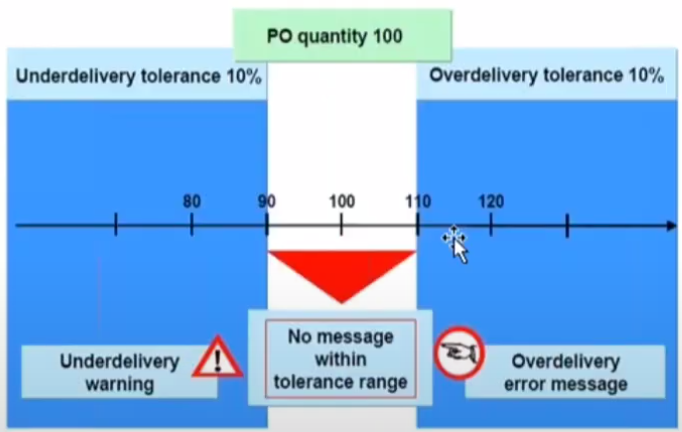 PO quantity 100
Underdelivery tolerance 10%
Overdelivery tolerance 10%
80 90 100 110 120
No message
within
tolerance range
Underdelivery
warning
!
Overdelivery
error message